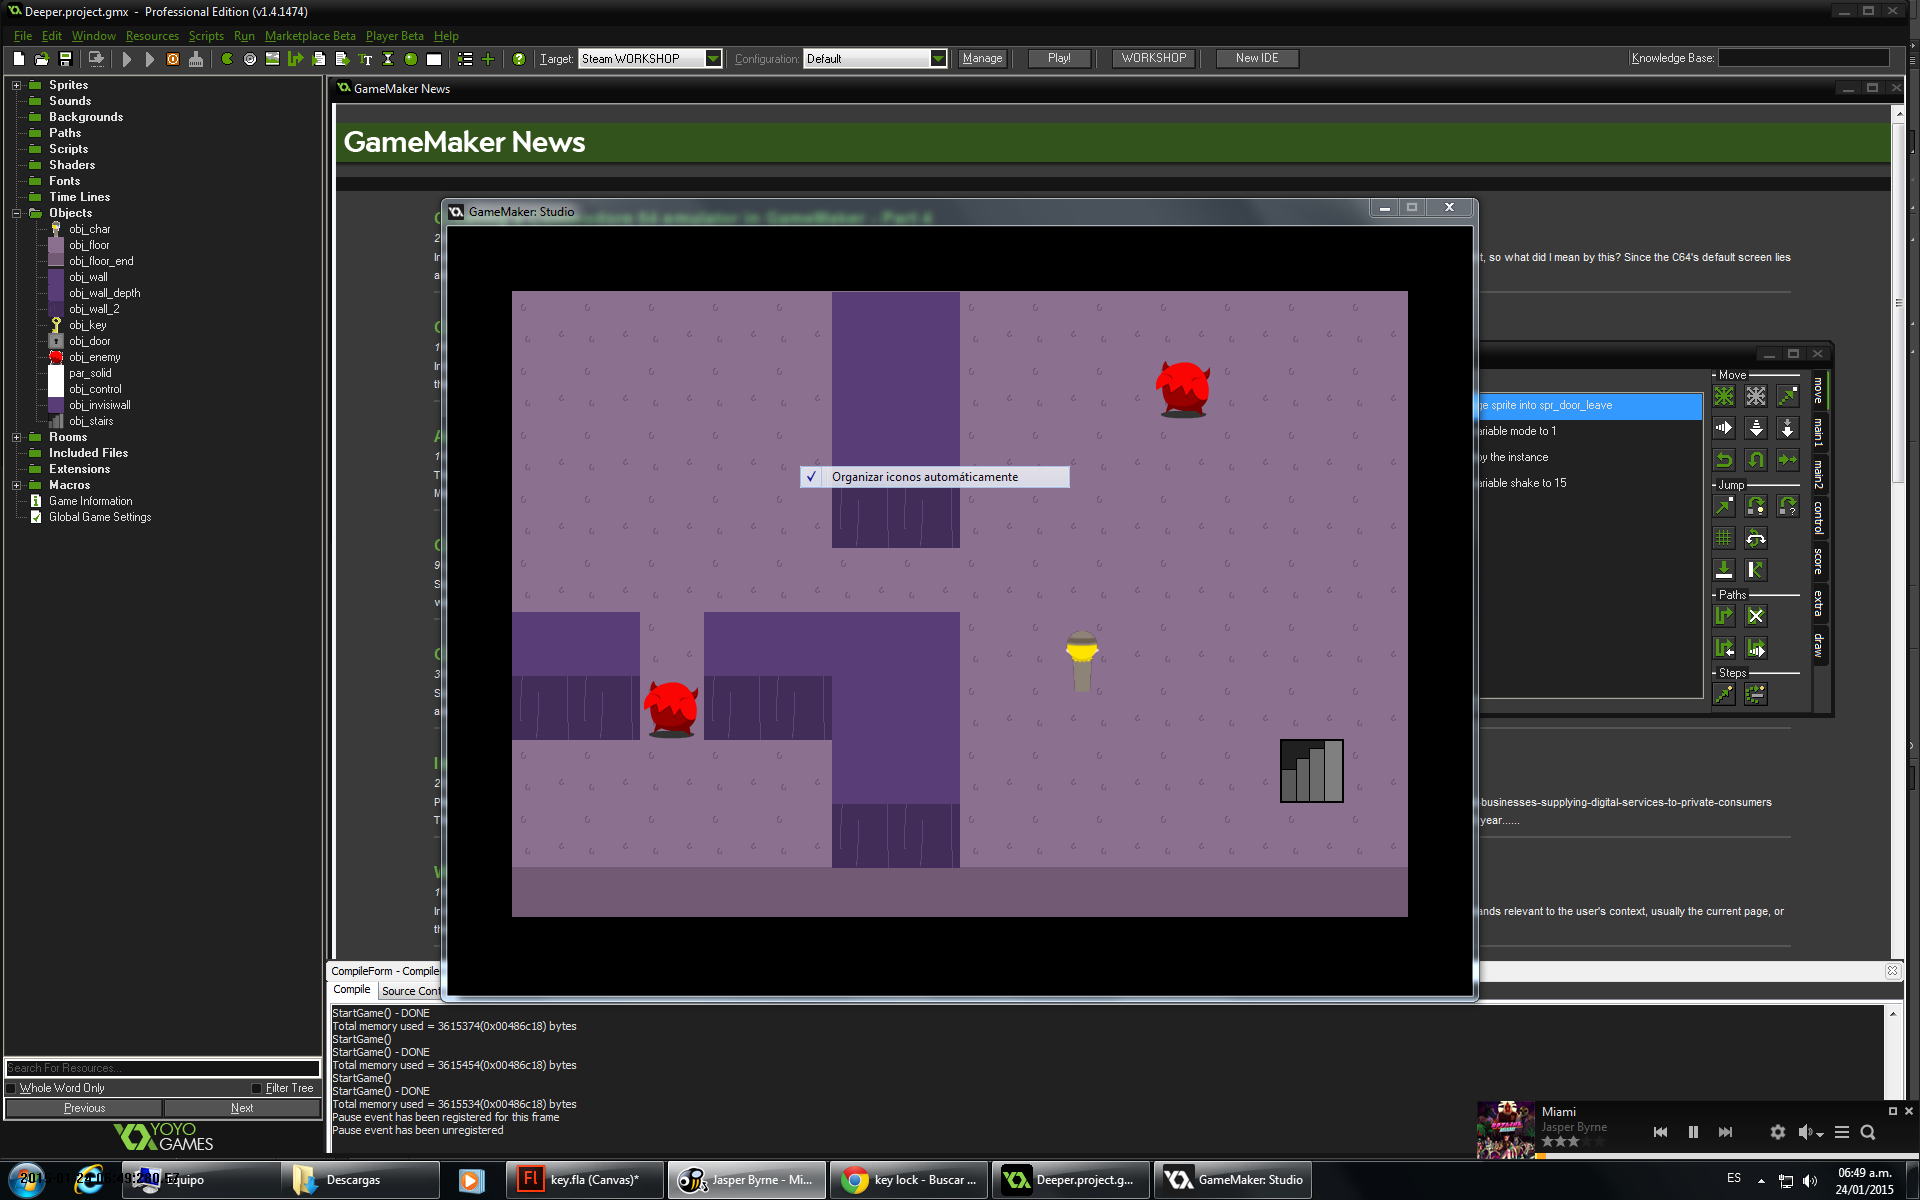 Deeper.project.gmx - Professional Edition (v1.4.1474)
File Edit Window Resources Scripts Run Marketplace Beta Player Beta Help
Target: Steam WORKSHOP Configuration: Default Manage Play! WORKSHOP New IDE Knowledge Base:
Sprites
Sounds
Backgrounds
Paths
Scripts
Shaders
Fonts
Time Lines
Objects
obj_char
obj_floor
obj_floor_end
obj_wall
obj_wall_depth
obj_wall_2
obj_key
obj_door
obj_enemy
par_solid
obj_control
obj_invisiwall
obj_stairs
Rooms
Included Files
Extensions
Macros
Game Information
Global Game Settings
Search For Resources...
Whole Word Only Filter Tree
Previous Next
YOYO GAMES
GameMaker News
GameMaker News
GameMaker: Studio
emulator in GameMaker - Part 4
t, so what did I mean by this? Since the C64's default screen lies
Organizar iconos automáticamente
ge sprite into spr_door_leave
ariable mode to 1
by the instance
ariable shake to 15
Move
Jump
Paths
Steps
move
main1
main2
control
score
extra
draw
-businesses-supplying-digital-services-to-private-consumers
year......
ands relevant to the user's context, usually the current page, or
CompileForm - Compile
Compile Source Cont
StartGame() - DONE
Total memory used = 3615374(0x00486c18) bytes
StartGame()
StartGame() - DONE
Total memory used = 3615454(0x00486c18) bytes
StartGame()
StartGame() - DONE
Total memory used = 3615534(0x00486c18) bytes
Pause event has been registered for this frame
Pause event has been unregistered
Miami
Jasper Byrne
Equipo
Descargas
key.fla (Canvas)*
Jasper Byrne - Mi...
key lock - Buscar ...
Deeper.project.g...
GameMaker: Studio
ES
06:49 a.m.
24/01/2015